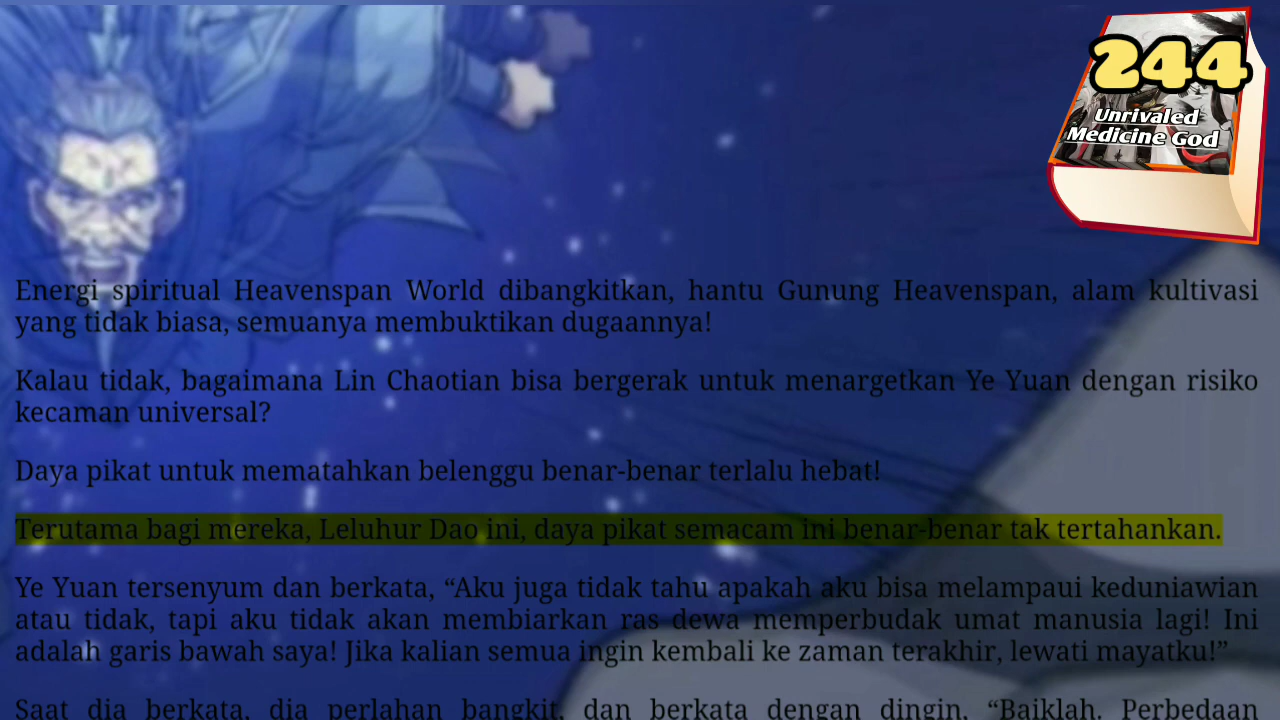 244
Unrivaled
Medicine God
Energi spiritual Heavenspan World dibangkitkan, hantu Gunung Heavenspan, alam kultivasi
yang tidak biasa, semuanya membuktikan dugaannya!
Kalau tidak, bagaimana Lin Chaotian bisa bergerak untuk menargetkan Ye Yuan dengan risiko
kecaman universal?
Daya pikat untuk mematahkan belenggu benar-benar terlalu hebat!
Terutama bagi mereka, Leluhur Dao ini, daya pikat semacam ini benar-benar tak tertahankan.
Ye Yuan tersenyum dan berkata, “Aku juga tidak tahu apakah aku bisa melampaui keduniawian
atau tidak, tapi aku tidak akan membiarkan ras dewa memperbudak umat manusia lagi! Ini
adalah garis bawah saya! Jika kalian semua ingin kembali ke zaman terakhir, lewati mayatku!”
Saat dia berkata, dia perlahan bangkit, dan berkata dengan dingin, “Baiklah. Perbedaan